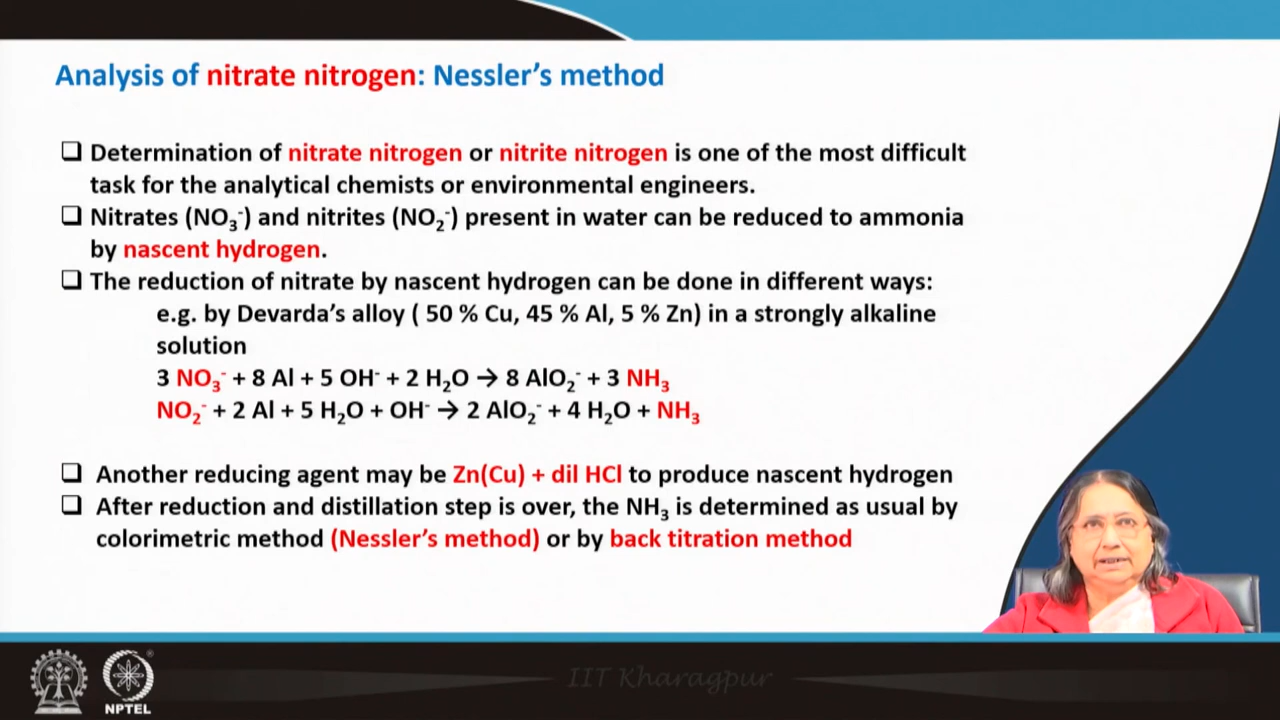 Analysis of nitrate nitrogen: Nessler's method
❑ Determination of nitrate nitrogen or nitrite nitrogen is one of the most difficult
task for the analytical chemists or environmental engineers.
❑ Nitrates (NO₃⁻) and nitrites (NO₂⁻) present in water can be reduced to ammonia
by nascent hydrogen.
❑ The reduction of nitrate by nascent hydrogen can be done in different ways:
e.g. by Devarda's alloy ( 50 % Cu, 45 % Al, 5 % Zn) in a strongly alkaline
solution
3 NO₃⁻ + 8 Al + 5 OH⁻ + 2 H₂O → 8 AlO₂⁻ + 3 NH₃
NO₂⁻ + 2 Al + 5 H₂O + OH⁻ → 2 AlO₂⁻ + 4 H₂O + NH₃
❑ Another reducing agent may be Zn(Cu) + dil HCl to produce nascent hydrogen
❑ After reduction and distillation step is over, the NH₃ is determined as usual by
colorimetric method (Nessler's method) or by back titration method
IIT Kharagpur
NPTEL